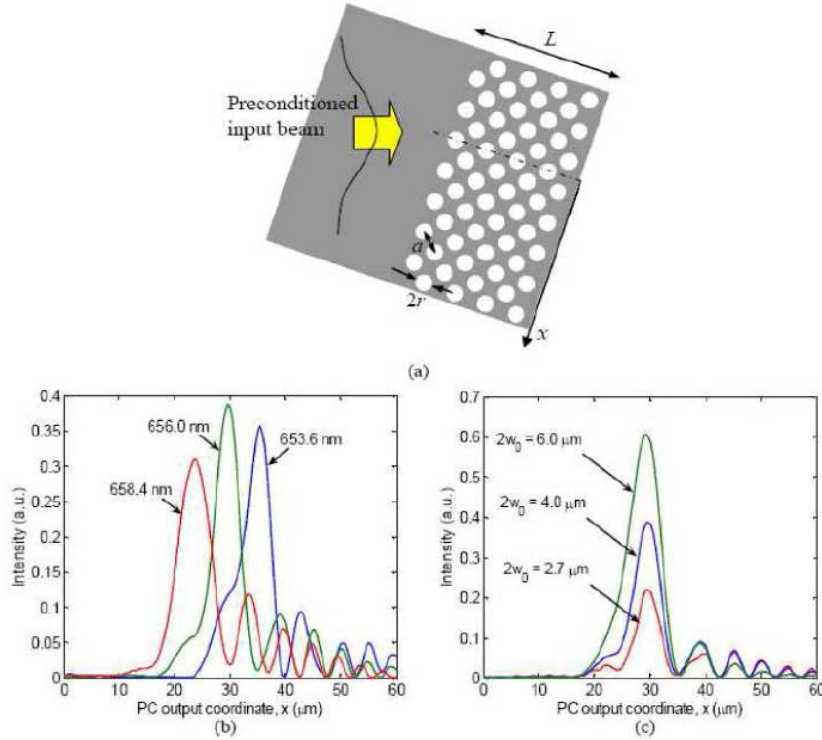 L
Preconditioned
input beam
a
2r
x
(a)
0.4
0.35
0.3
0.25
0.2
0.15
0.1
0.05
0
656.0 nm
653.6 nm
658.4 nm
Intensity (a.u.)
0 10 20 30 40 50 60
PC output coordinate, x (μm)
(b)
0.7
0.6
0.5
0.4
0.3
0.2
0.1
0
2w0 = 6.0 μm
2w0 = 4.0 μm
2w0 = 2.7 μm
Intensity (a.u.)
0 10 20 30 40 50 60
PC output coordinate, x (μm)
(c)